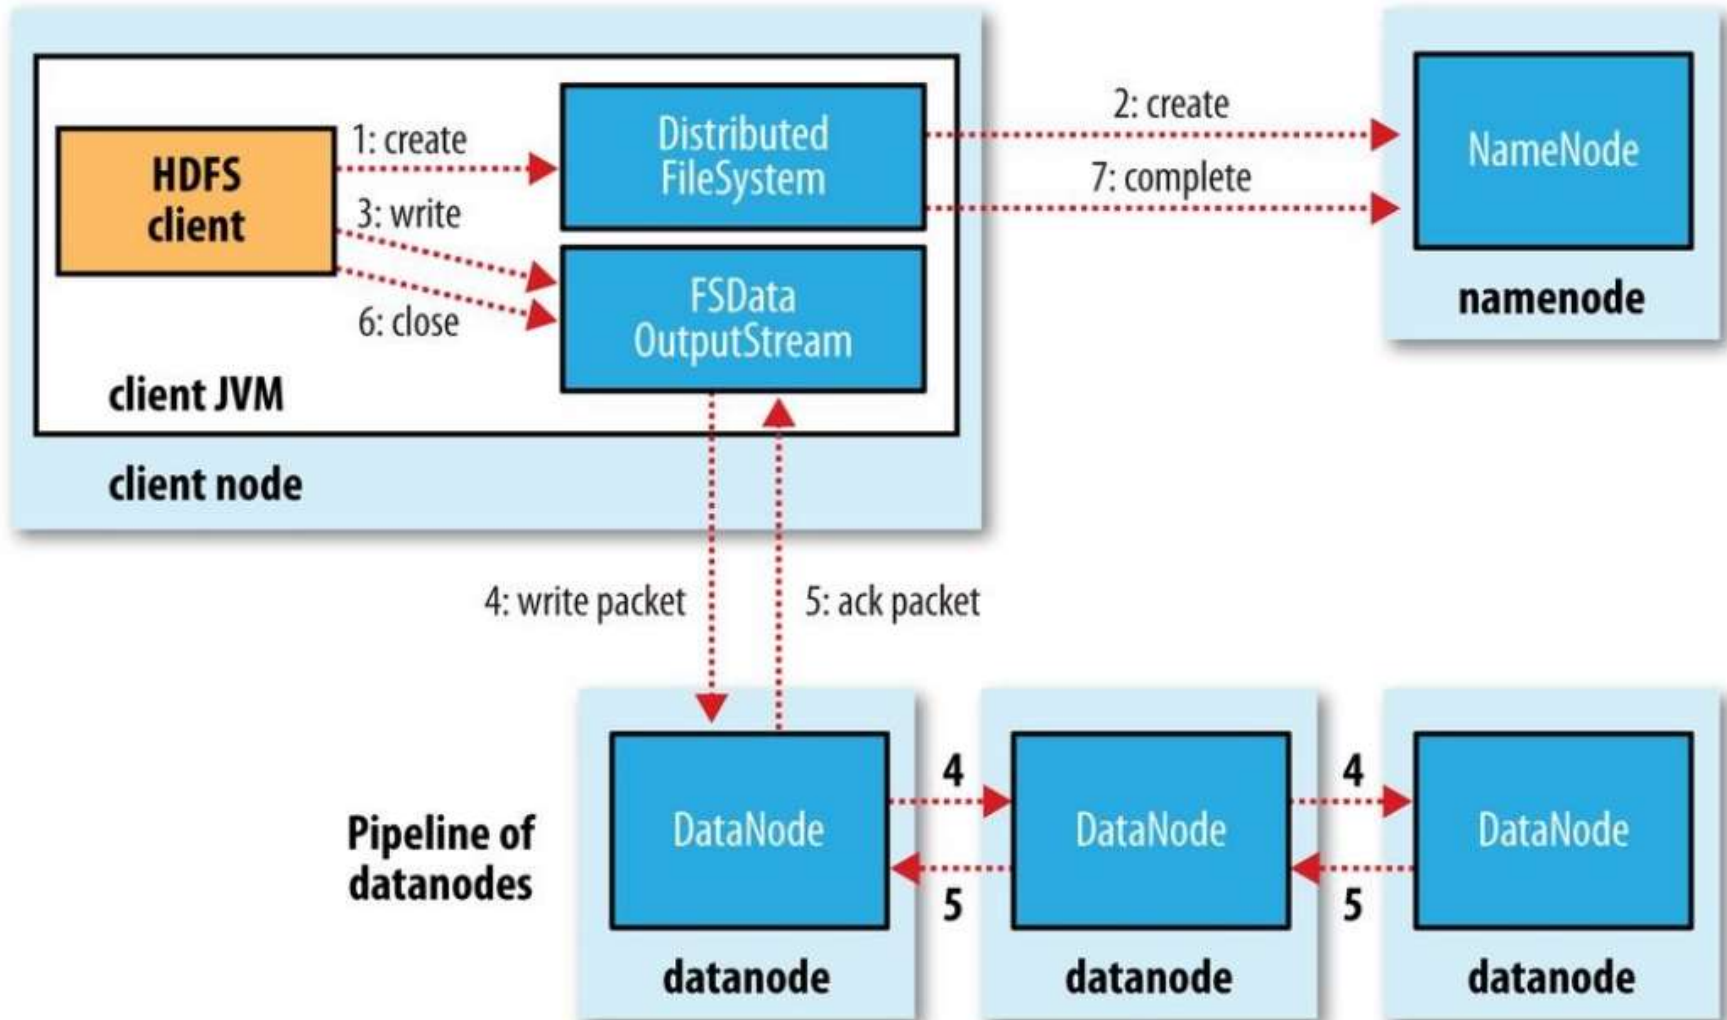 HDFS
client
1: create
3: write
6: close
Distributed
FileSystem
FSData
OutputStream
client JVM
client node
2: create
7: complete
NameNode
namenode
4: write packet
5: ack packet
Pipeline of
datanodes
DataNode
datanode
4
5
DataNode
datanode
4
5
DataNode
datanode